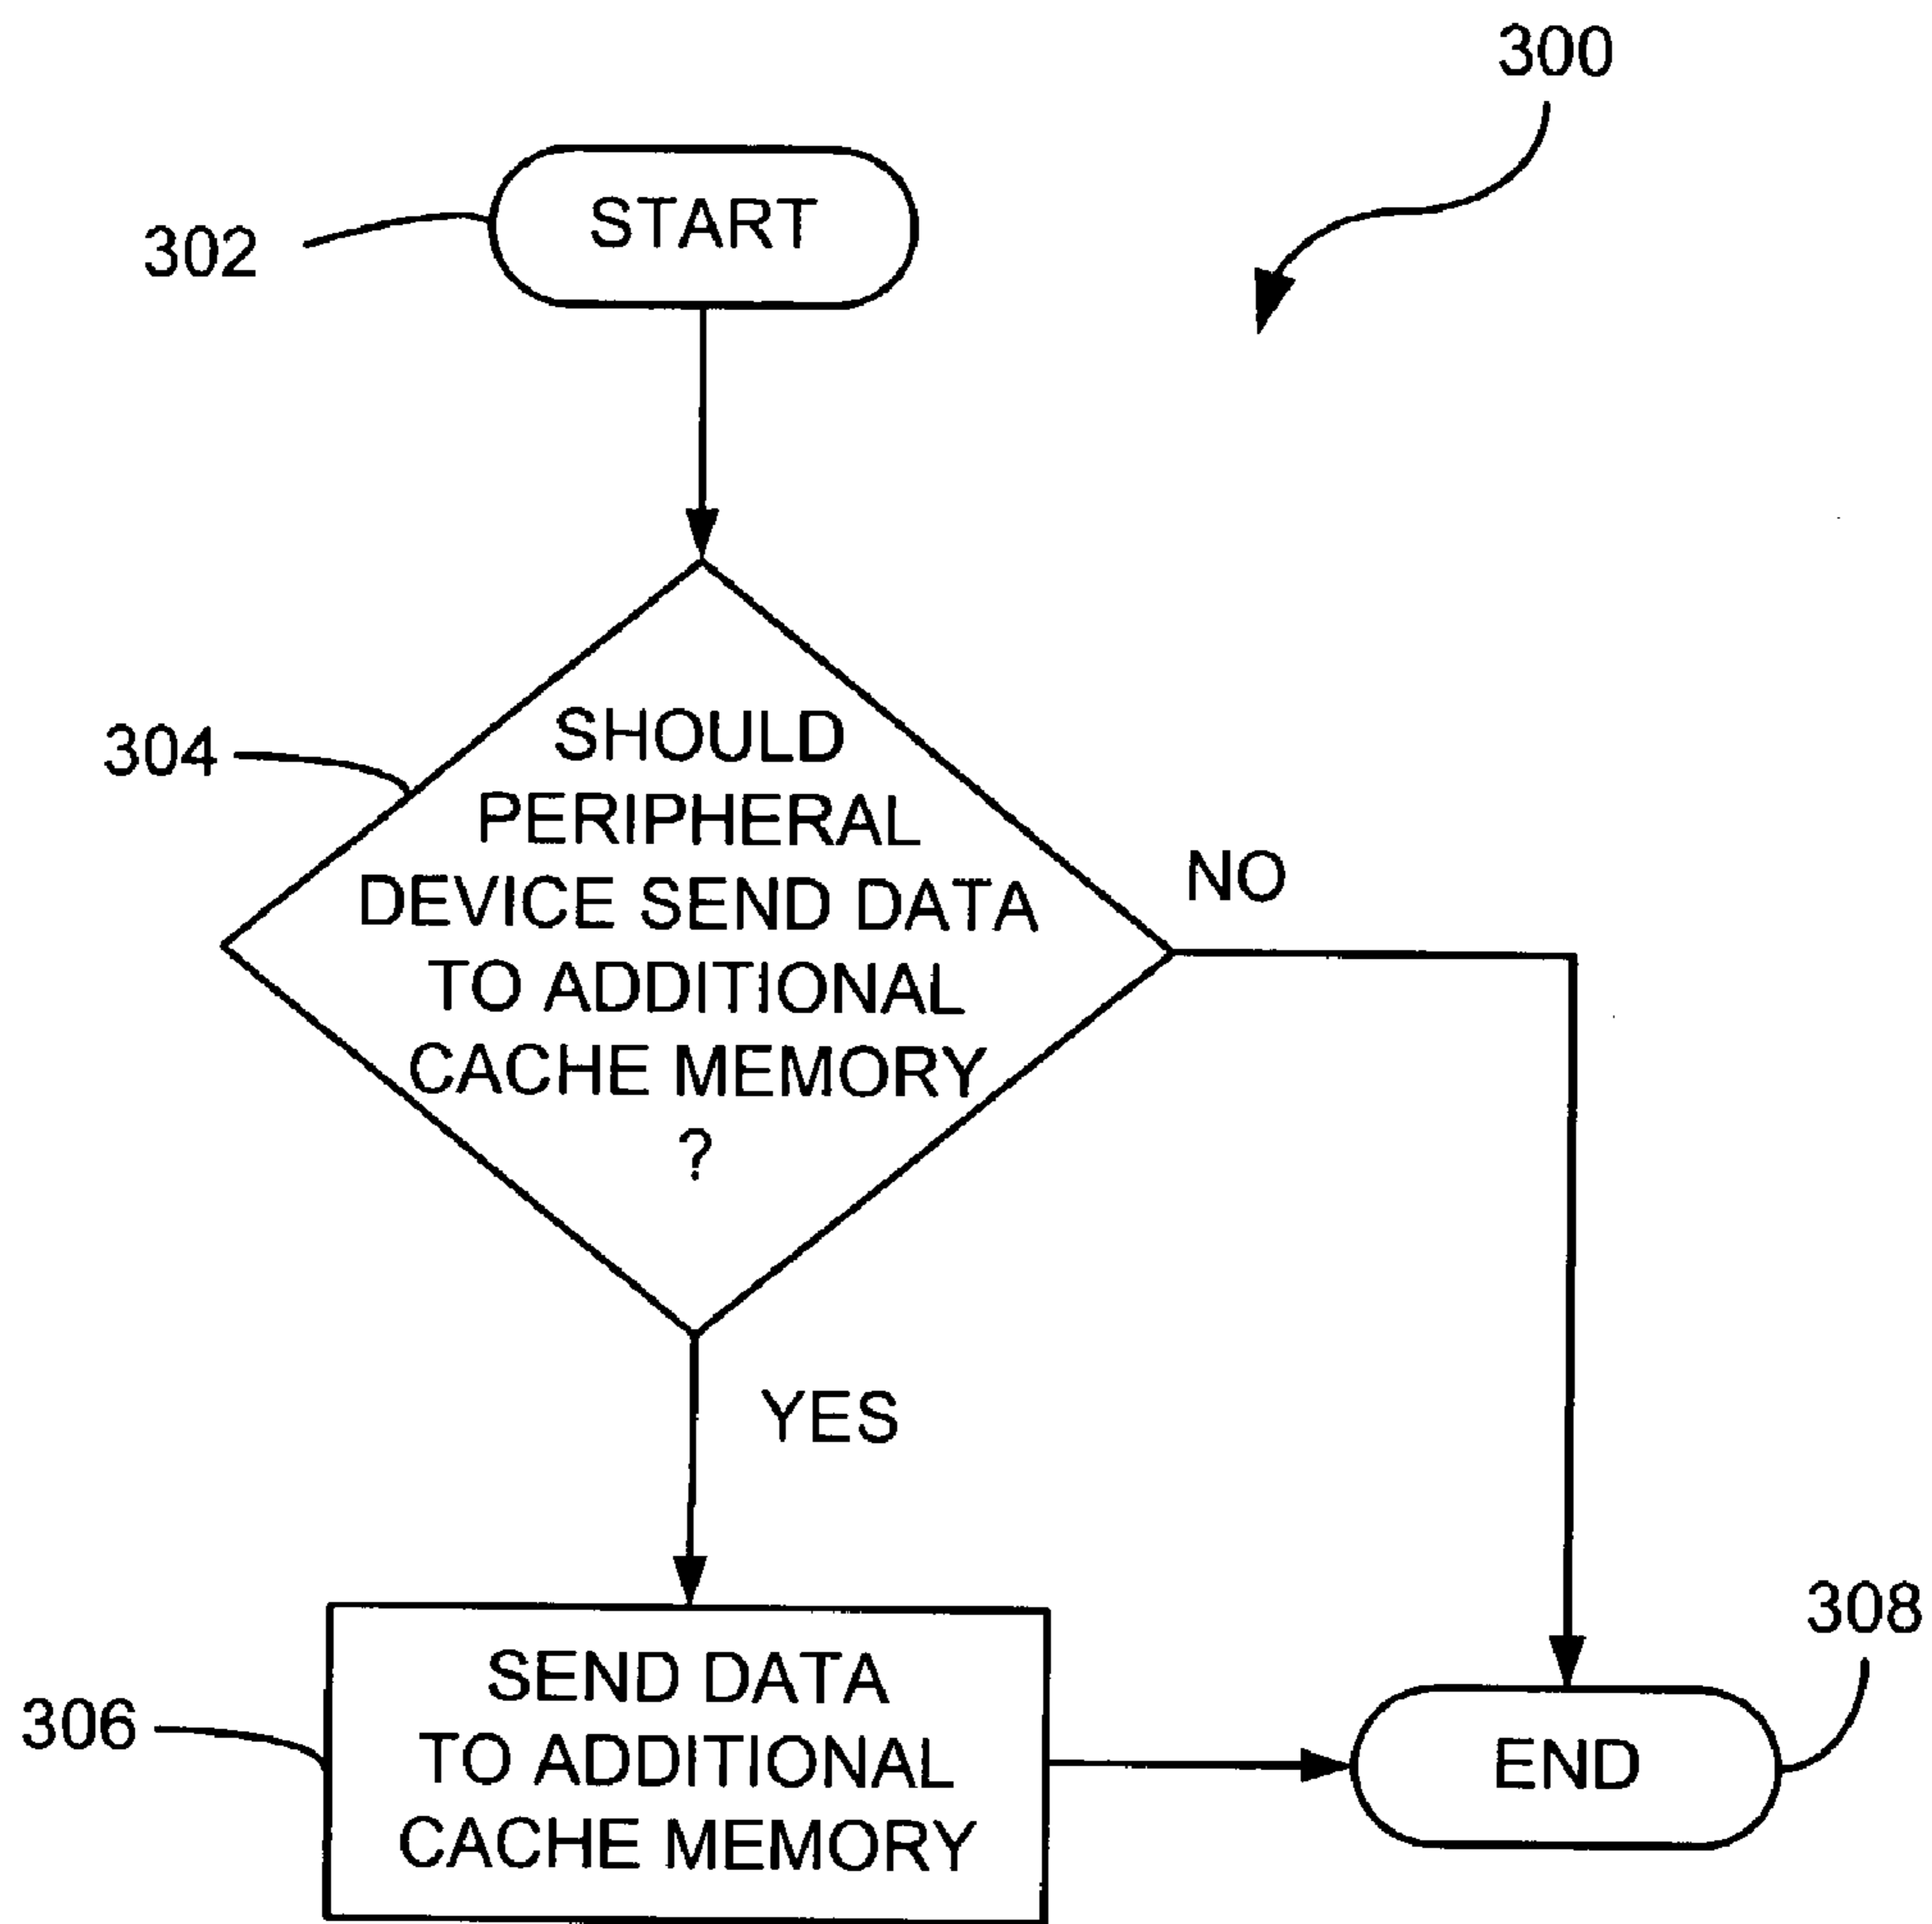 300
302
START
304
SHOULD
PERIPHERAL
DEVICE SEND DATA
TO ADDITIONAL
CACHE MEMORY
?
NO
YES
306
SEND DATA
TO ADDITIONAL
CACHE MEMORY
308
END